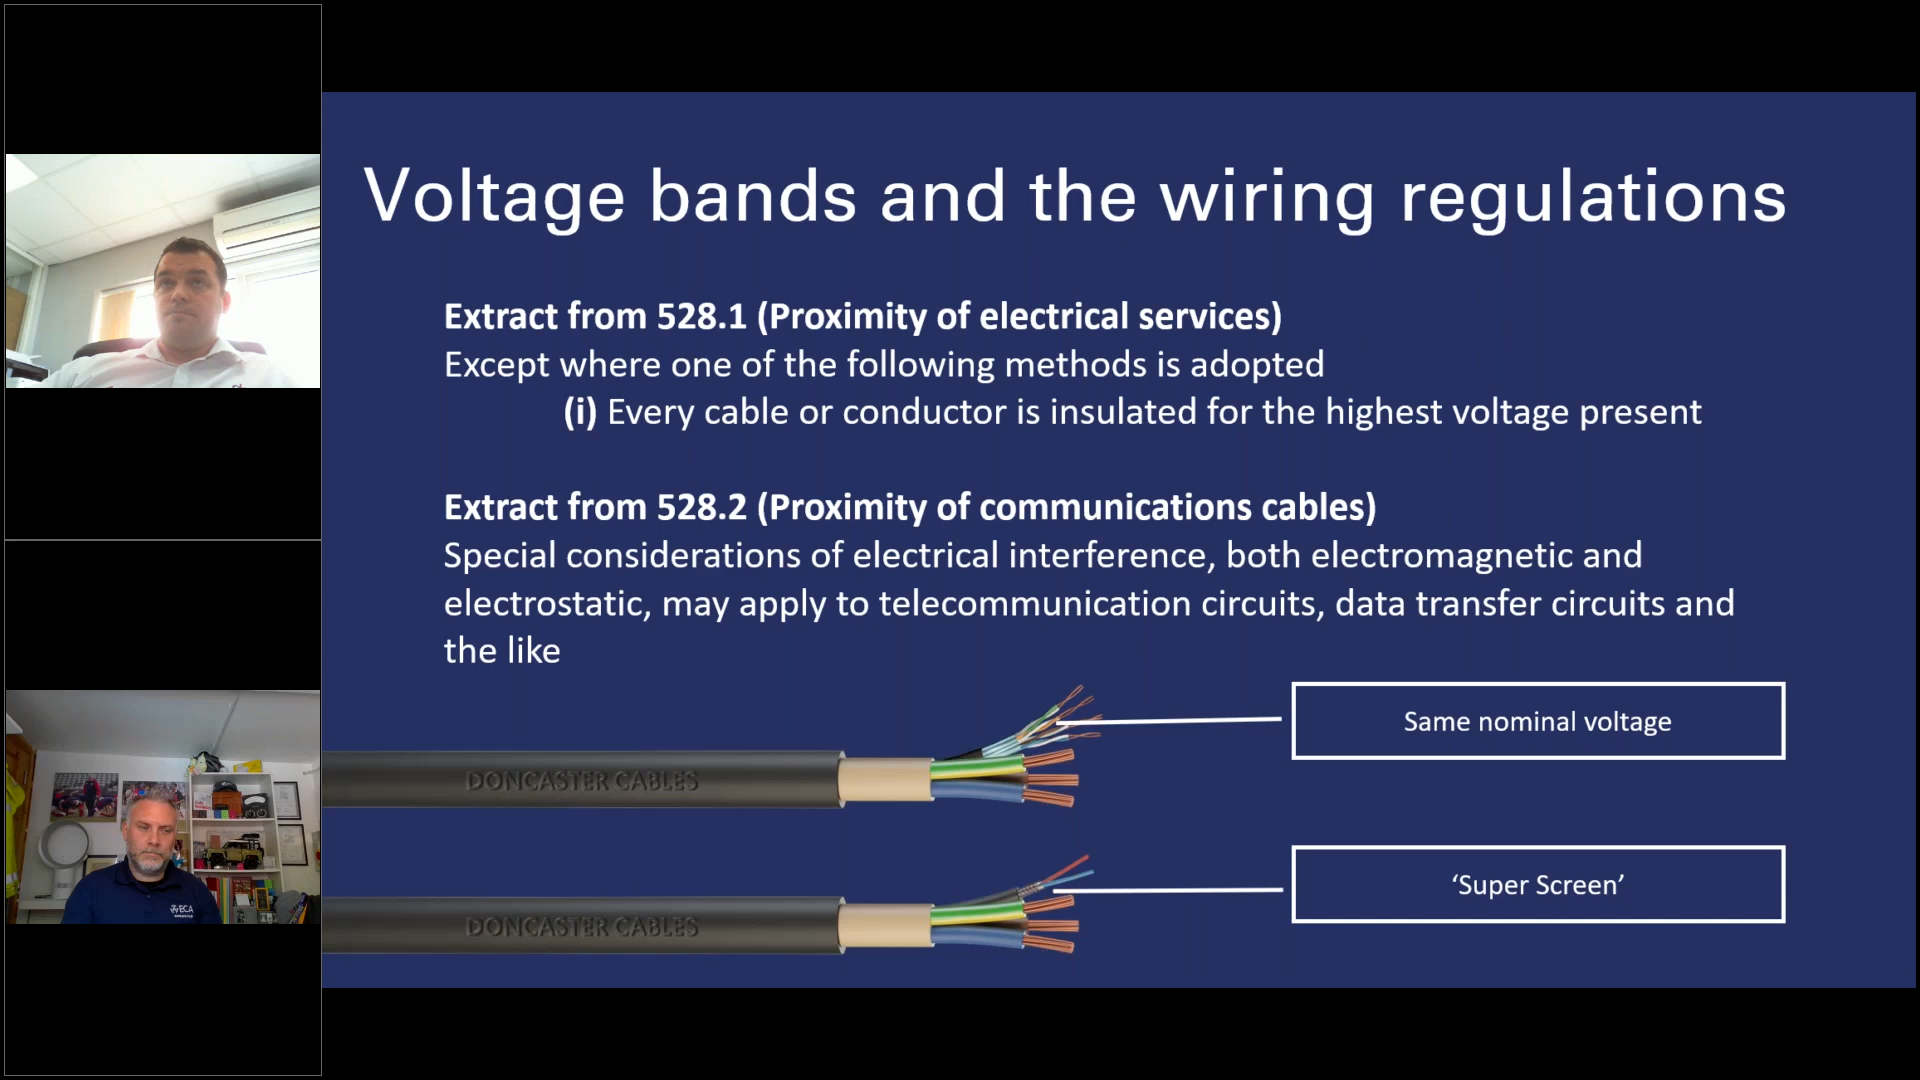 Voltage bands and the wiring regulations
Extract from 528.1 (Proximity of electrical services)
Except where one of the following methods is adopted
(i) Every cable or conductor is insulated for the highest voltage present
Extract from 528.2 (Proximity of communications cables)
Special considerations of electrical interference, both electromagnetic and
electrostatic, may apply to telecommunication circuits, data transfer circuits and
the like
Same nominal voltage
DONCASTER CABLES
‘Super Screen’
DONCASTER CABLES
ECA